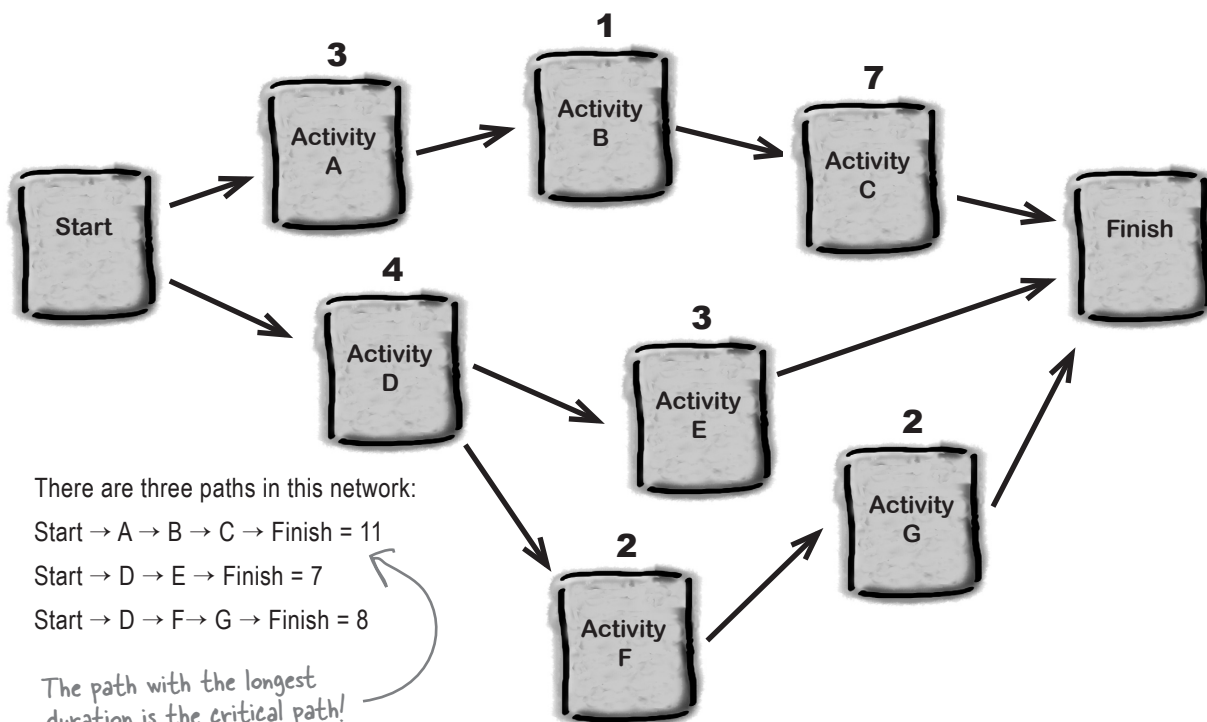 1
3
7
Activity
B
Activity
A
Activity
C
Start
Finish
4
3
Activity
D
Activity
E
2
Activity
G
There are three paths in this network:
Start → A → B → C → Finish = 11
Start → D → E → Finish = 7
Start → D → F→ G → Finish = 8
2
Activity
F
The path with the longest
duration is the critical path!